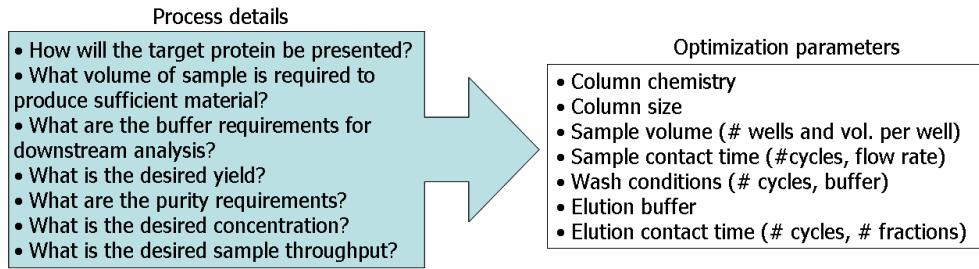 Process details
• How will the target protein be presented?
• What volume of sample is required to
produce sufficient material?
• What are the buffer requirements for
downstream analysis?
• What is the desired yield?
• What are the purity requirements?
• What is the desired concentration?
• What is the desired sample throughput?
Optimization parameters
• Column chemistry
• Column size
• Sample volume (# wells and vol. per well)
• Sample contact time (#cycles, flow rate)
• Wash conditions (# cycles, buffer)
• Elution buffer
• Elution contact time (# cycles, # fractions)